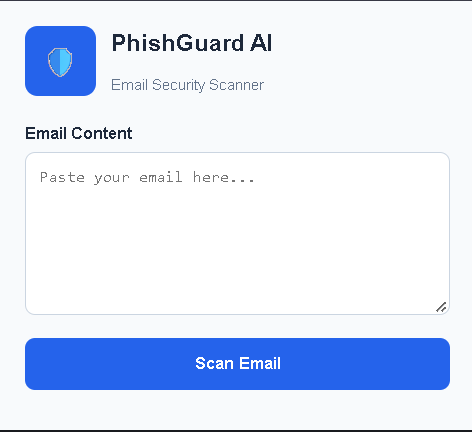 PhishGuard AI
Email Security Scanner
Email Content
Paste your email here...
Scan Email